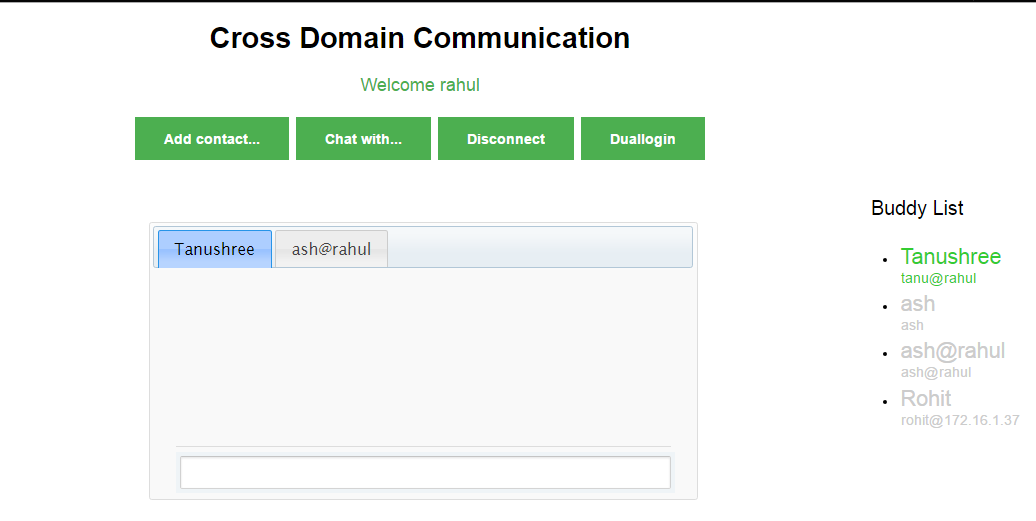 Cross Domain Communication
Welcome rahul
Add contact... Chat with... Disconnect Duallogin
Tanushree ash@rahul
Buddy List
Tanushree
tanu@rahul
ash
ash
ash@rahul
ash@rahul
Rohit
rohit@172.16.1.37